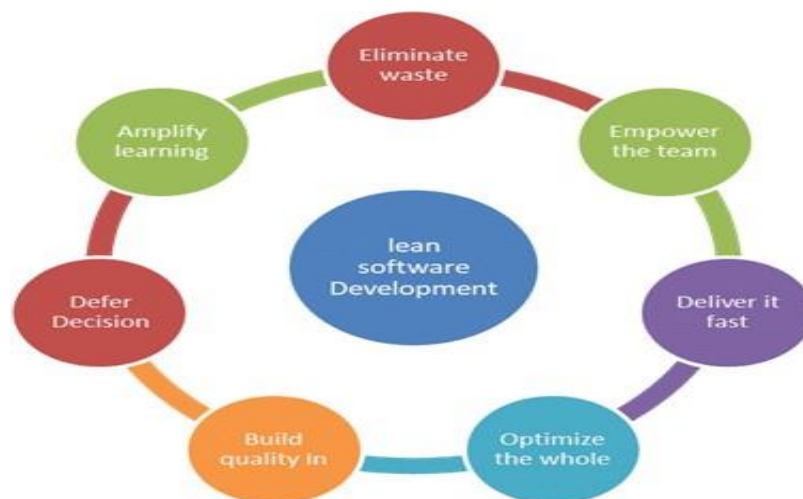 Eliminate
waste
Empower
the team
Deliver it
fast
Optimize
the whole
Build
quality In
Defer
Decision
Amplify
learning
lean
software
Development